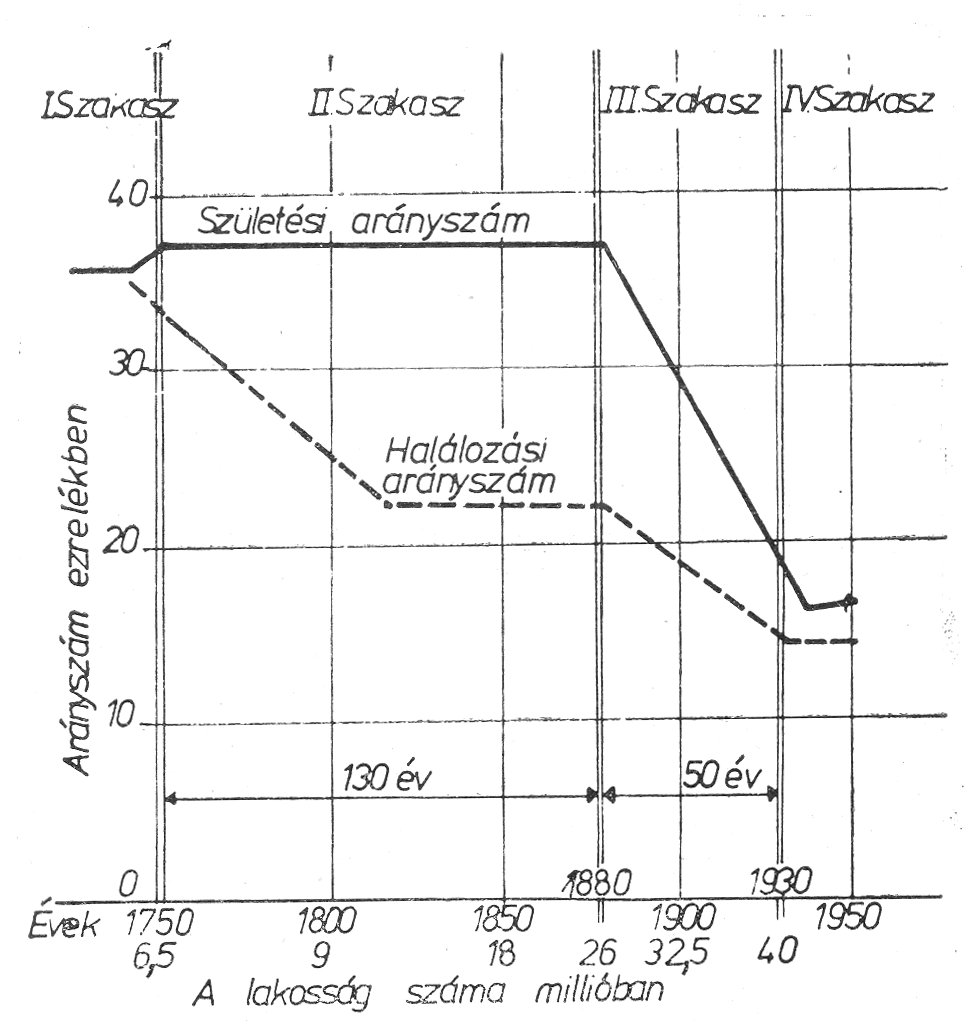 I.Szakasz II.Szakasz III.Szakasz IV.Szakasz
40
Születési arányszám
30
Halálozási
arányszám
20
10
Arányszám ezrelékben
130 év 50 év
0
1880 1930
Évek 1750 1800 1850 1900 1950
6,5 9 18 26 32,5 40
A lakosság száma millióban